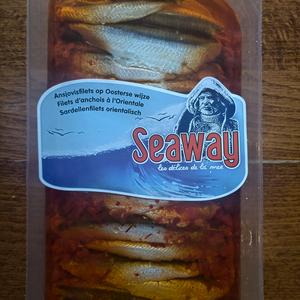 Ansjovisfilets op Oosterse wijze
Filets d'anchois à l'Orientale
Sardellenfilets orientalisch
Seaway
les délices de la mer